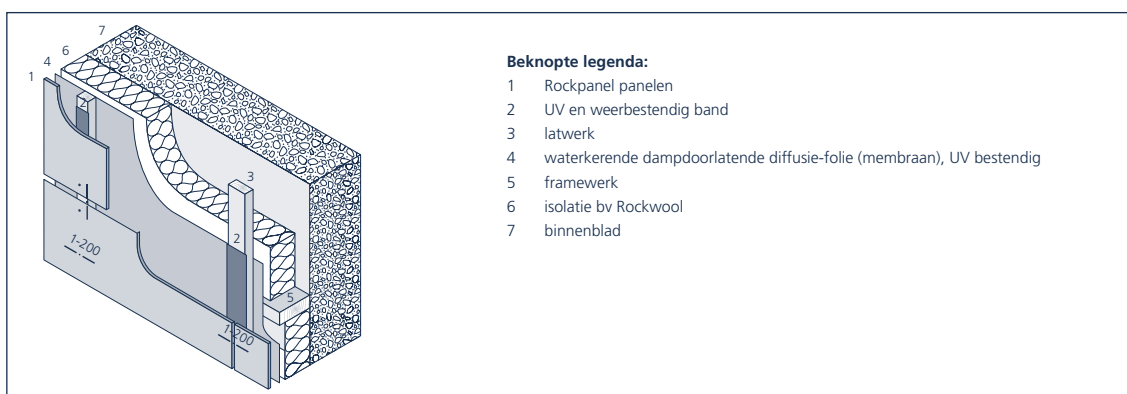 7
6
4
1
2
3
2
5
1-200
1-200
Beknopte legenda:
1 Rockpanel panelen
2 UV en weerbestendig band
3 latwerk
4 waterkerende dampdoorlatende diffusie-folie (membraan), UV bestendig
5 framewerk
6 isolatie bv Rockwool
7 binnenblad